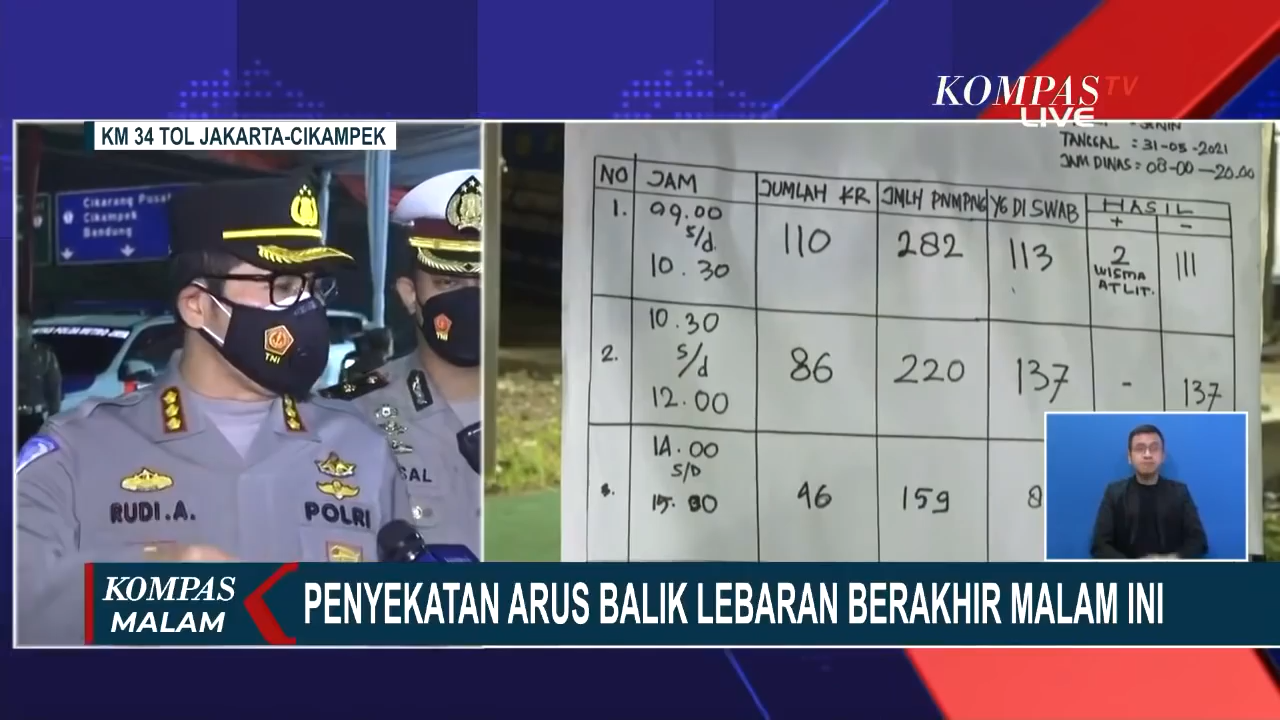 KOMPAS TV
LIVE
KM 34 TOL JAKARTA-CIKAMPEK
Cikarang Pusat
Cikampek
Bandung
TNI
TNI
RUDI.A.
POLRI
SAL
TANGGAL : 31-05-2021
JAM DINAS : 08-00 — 20.00
NO JAM JUMLAH KR JMLH PNMPNG YG DI SWAB HASIL
+ -
1. 09.00 s/d 10.30 110 282 113 2 WISMA ATLIT. 111
2. 10.30 s/d 12.00 86 220 137 - 137
14.00 S/D 46 159
KOMPAS
MALAM
PENYEKATAN ARUS BALIK LEBARAN BERAKHIR MALAM INI